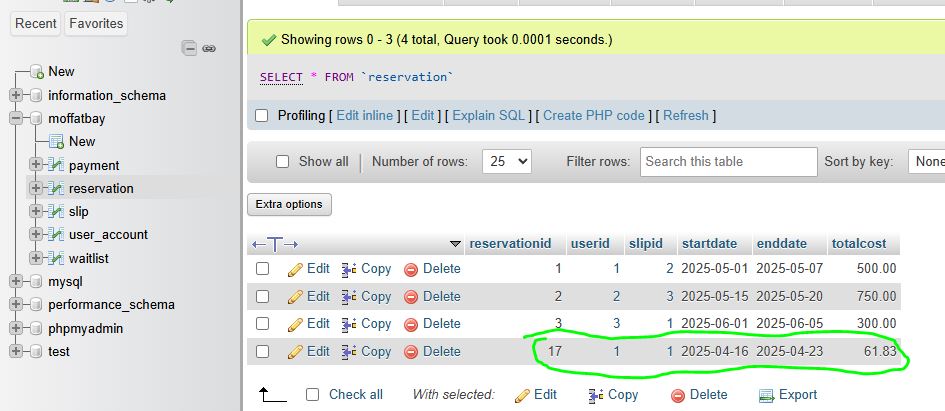 Recent Favorites
New
information_schema
moffatbay
New
payment
reservation
slip
user_account
waitlist
mysql
performance_schema
phpmyadmin
test
Showing rows 0 - 3 (4 total, Query took 0.0001 seconds.)
SELECT * FROM `reservation`
Profiling [ Edit inline ] [ Edit ] [ Explain SQL ] [ Create PHP code ] [ Refresh ]
Show all Number of rows: 25 Filter rows: Search this table Sort by key: None
Extra options
reservationid userid slipid startdate enddate totalcost
Edit Copy Delete 1 1 2 2025-05-01 2025-05-07 500.00
Edit Copy Delete 2 2 3 2025-05-15 2025-05-20 750.00
Edit Copy Delete 3 3 1 2025-06-01 2025-06-05 300.00
Edit Copy Delete 17 1 1 2025-04-16 2025-04-23 61.83
Check all With selected: Edit Copy Delete Export